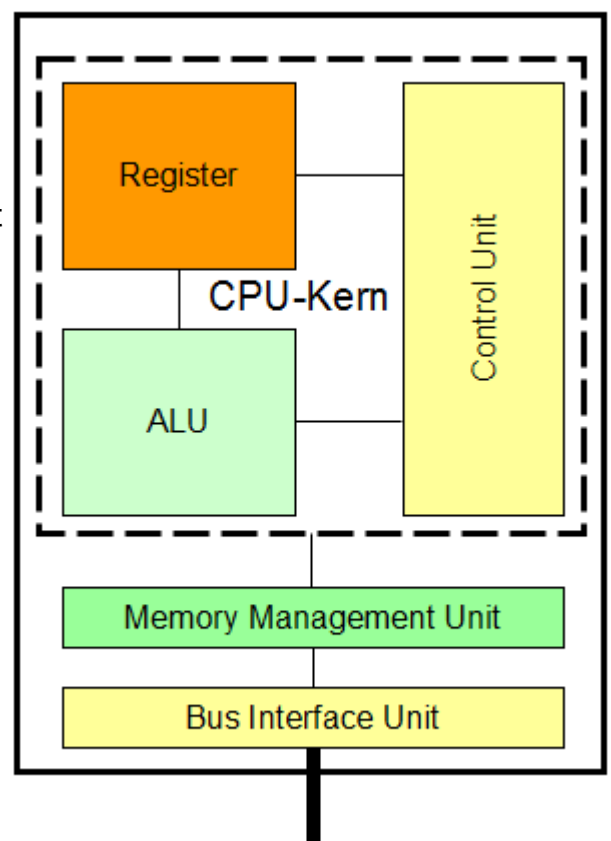 Register
CPU-Kern
Control Unit
ALU
Memory Management Unit
Bus Interface Unit